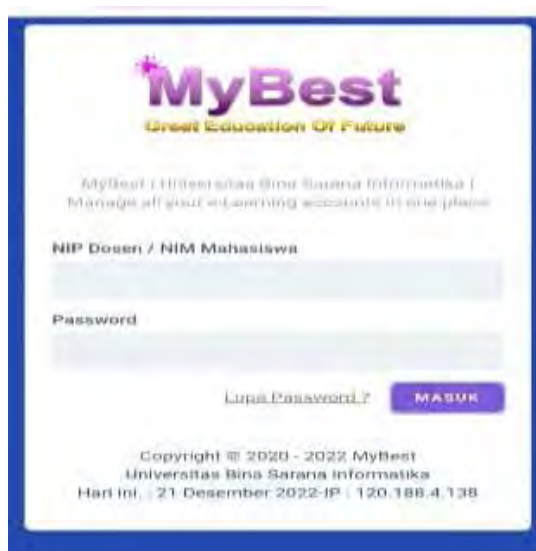 MyBest
Great Education Of Future
MyBest | Universitas Bina Sarana Informatika |
Manage all your e-Learning accounts in one place
NIP Dosen / NIM Mahasiswa
Password
Lupa Password ?
MASUK
Copyright © 2020 - 2022 MyBest
Universitas Bina Sarana Informatika
Hari ini, : 21 Desember 2022-IP : 120.188.4.138